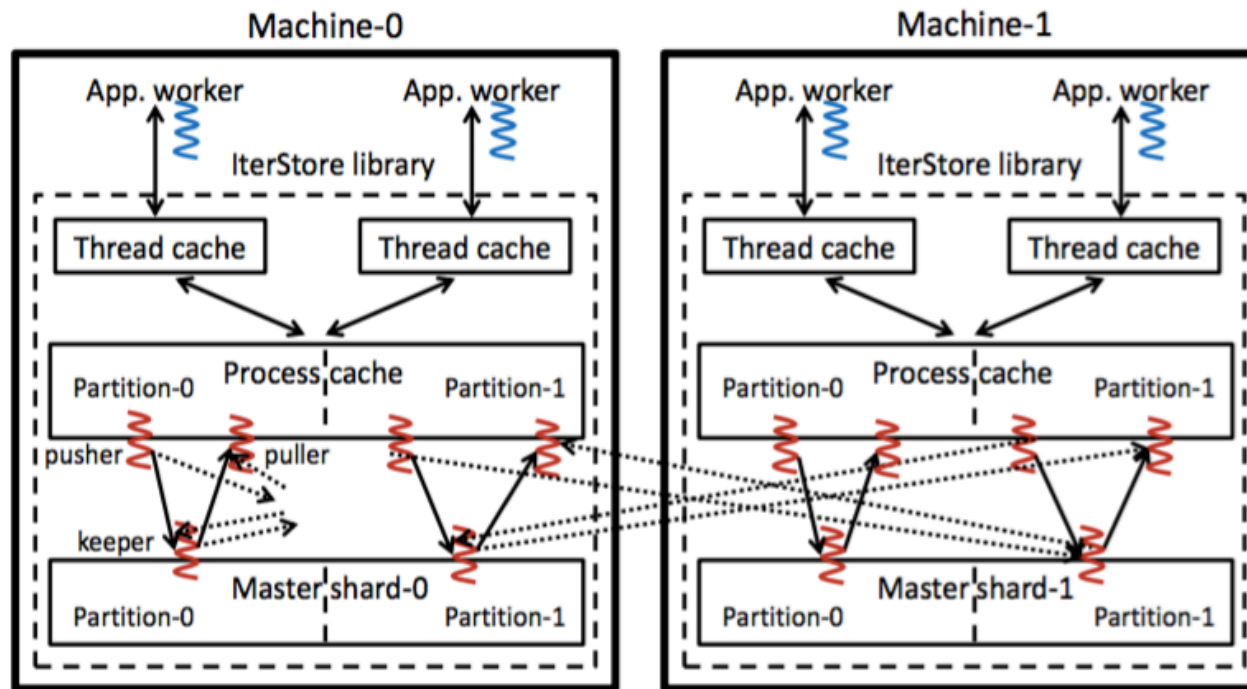 Machine-0
Machine-1
App. worker
App. worker
App. worker
App. worker
IterStore library
IterStore library
Thread cache
Thread cache
Thread cache
Thread cache
Process cache
Process cache
Partition-0
Partition-1
Partition-0
Partition-1
pusher
puller
keeper
Master shard-0
Master shard-1
Partition-0
Partition-1
Partition-0
Partition-1